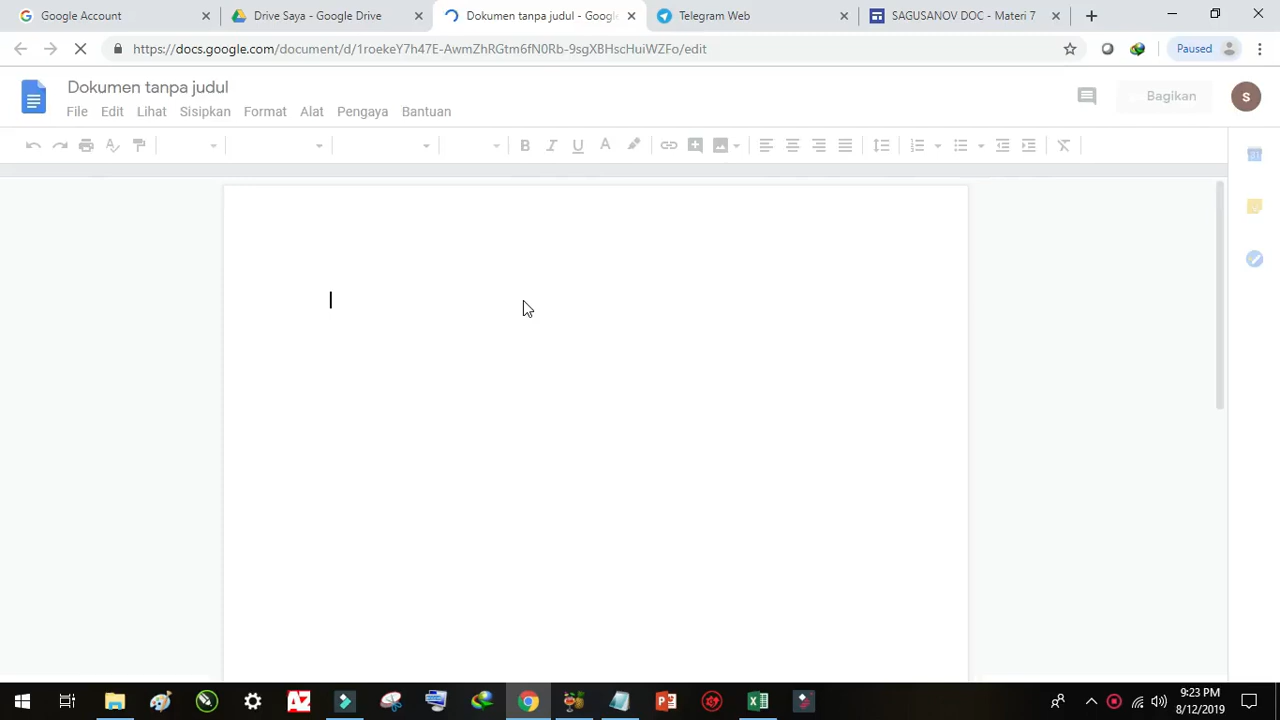 Google Account
Drive Saya - Google Drive
Dokumen tanpa judul - Goog
Telegram Web
SAGUSANOV DOC - Materi 7
https://docs.google.com/document/d/1roekeY7h47E-AwmZhRGtm6fN0Rb-9sgXBHscHuiWZFo/edit
Paused
Dokumen tanpa judul
File Edit Lihat Sisipkan Format Alat Pengaya Bantuan
Bagikan
S
9:23 PM
8/12/2019